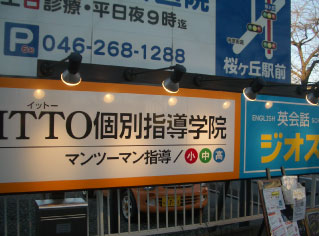 土日診療・平日夜9時迄
P
046-268-1288
桜ヶ丘駅前
イットー
ITTO個別指導学院
マンツーマン指導/小中高
ENGLISH 英会話
ジオス